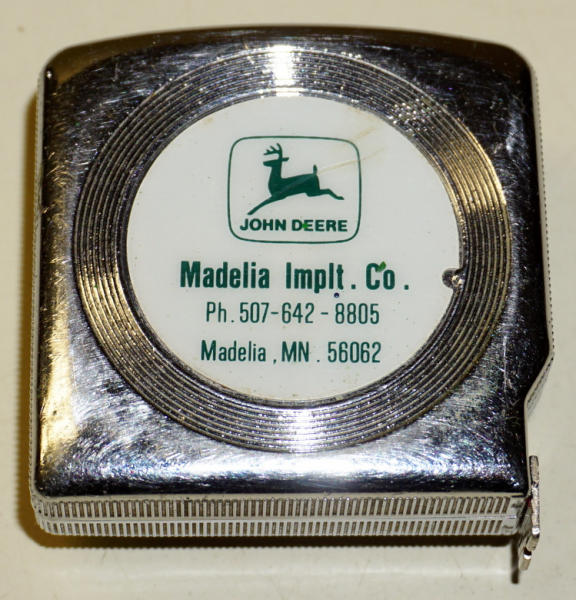 JOHN DEERE
Madelia Implt. Co.
Ph. 507-642-8805
Madelia, MN. 56062